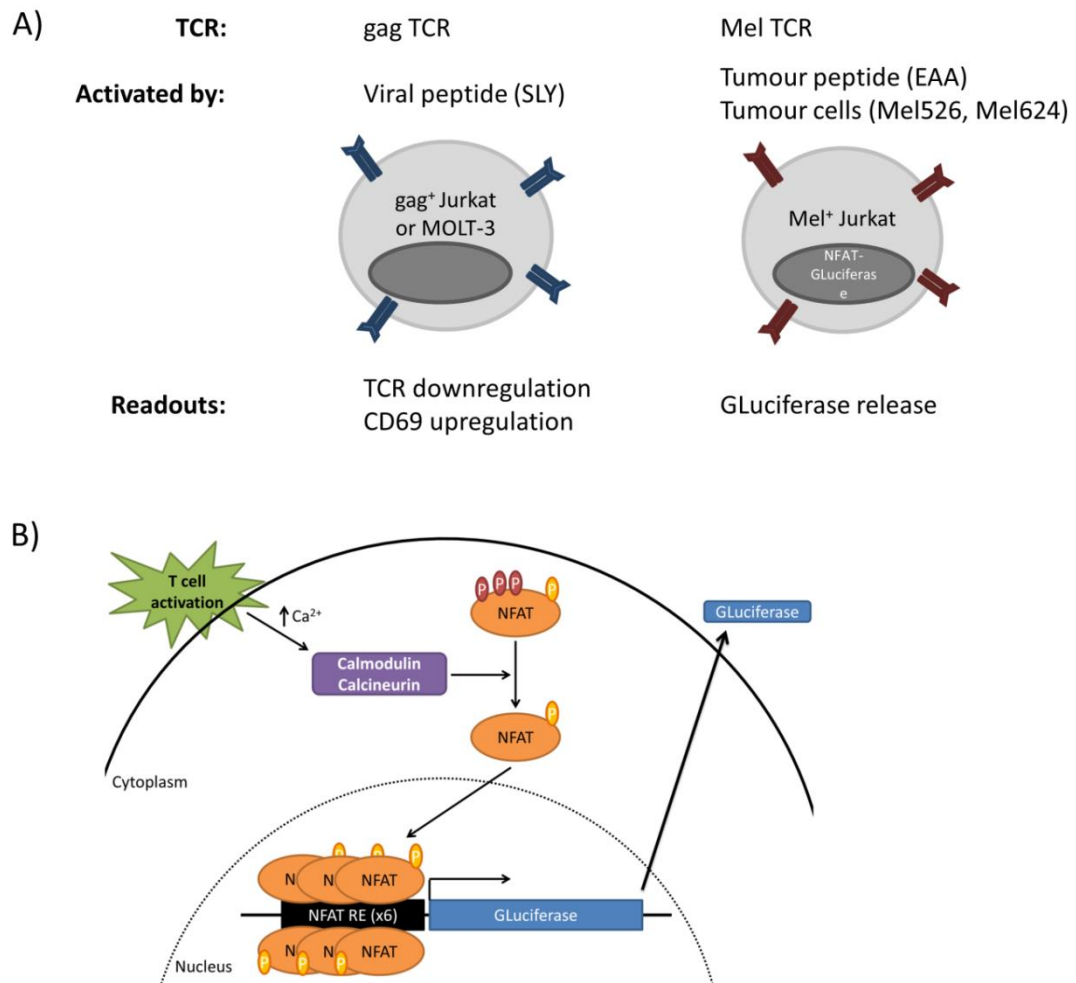 A)
TCR:
gag TCR
Mel TCR
Activated by:
Viral peptide (SLY)
Tumour peptide (EAA)
Tumour cells (Mel526, Mel624)
gag⁺ Jurkat
or MOLT-3
Mel⁺ Jurkat
NFAT-
GLuciferas
e
Readouts:
TCR downregulation
CD69 upregulation
GLuciferase release
B)
T cell
activation
↑ Ca²⁺
P P P P
NFAT
GLuciferase
Calmodulin
Calcineurin
P
NFAT
Cytoplasm
P P P
N N NFAT
NFAT RE (x6)
GLuciferase
N N NFAT
P P P
Nucleus